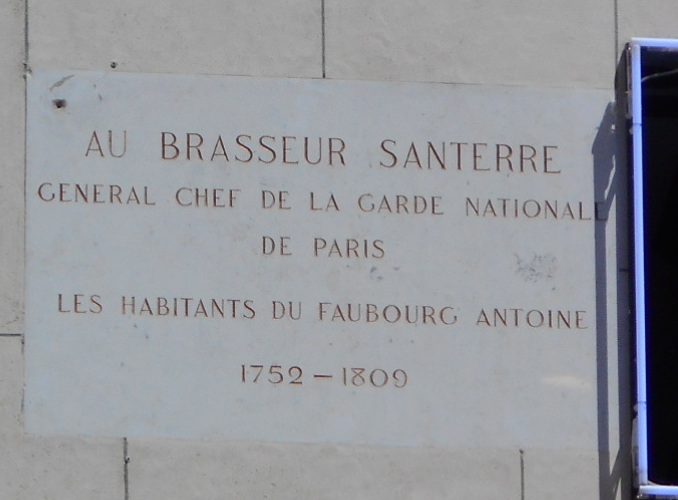 AU BRASSEUR SANTERRE
GENERAL CHEF DE LA GARDE NATIONALE
DE PARIS
LES HABITANTS DU FAUBOURG ANTOINE
1752 – 1809